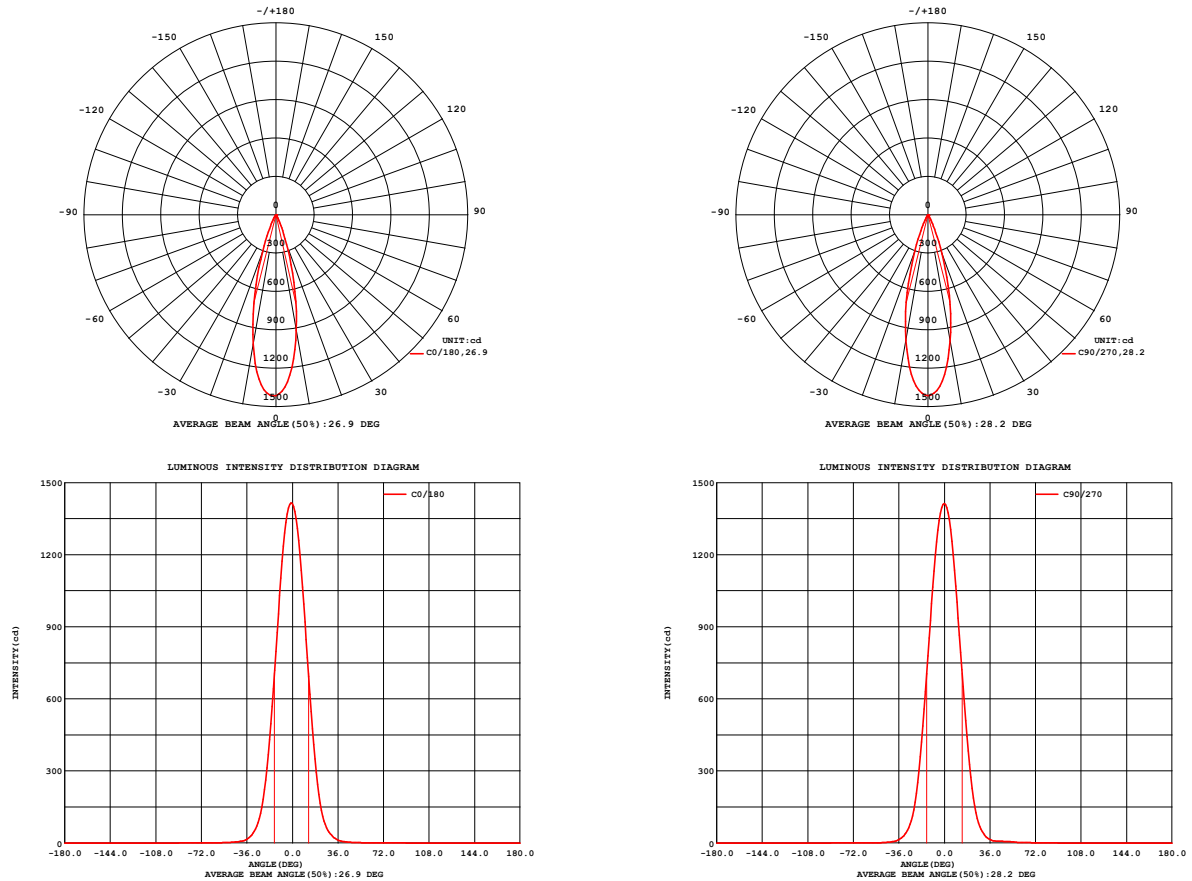 -/+180
-150 150
-120 120
-90 90
-60 60
-30 30
0
0
300
600
900
1200
1500
UNIT:cd
C0/180,26.9
AVERAGE BEAM ANGLE(50%):26.9 DEG
-/+180
-150 150
-120 120
-90 90
-60 60
-30 30
0
0
300
600
900
1200
1500
UNIT:cd
C90/270,28.2
AVERAGE BEAM ANGLE(50%):28.2 DEG
LUMINOUS INTENSITY DISTRIBUTION DIAGRAM
C0/180
INTENSITY(cd)
1500
1200
900
600
300
0
-180.0 -144.0 -108.0 -72.0 -36.0 0.0 36.0 72.0 108.0 144.0 180.0
ANGLE(DEG)
AVERAGE BEAM ANGLE(50%):26.9 DEG
LUMINOUS INTENSITY DISTRIBUTION DIAGRAM
C90/270
INTENSITY(cd)
1500
1200
900
600
300
0
-180.0 -144.0 -108.0 -72.0 -36.0 0.0 36.0 72.0 108.0 144.0 180.0
ANGLE(DEG)
AVERAGE BEAM ANGLE(50%):28.2 DEG